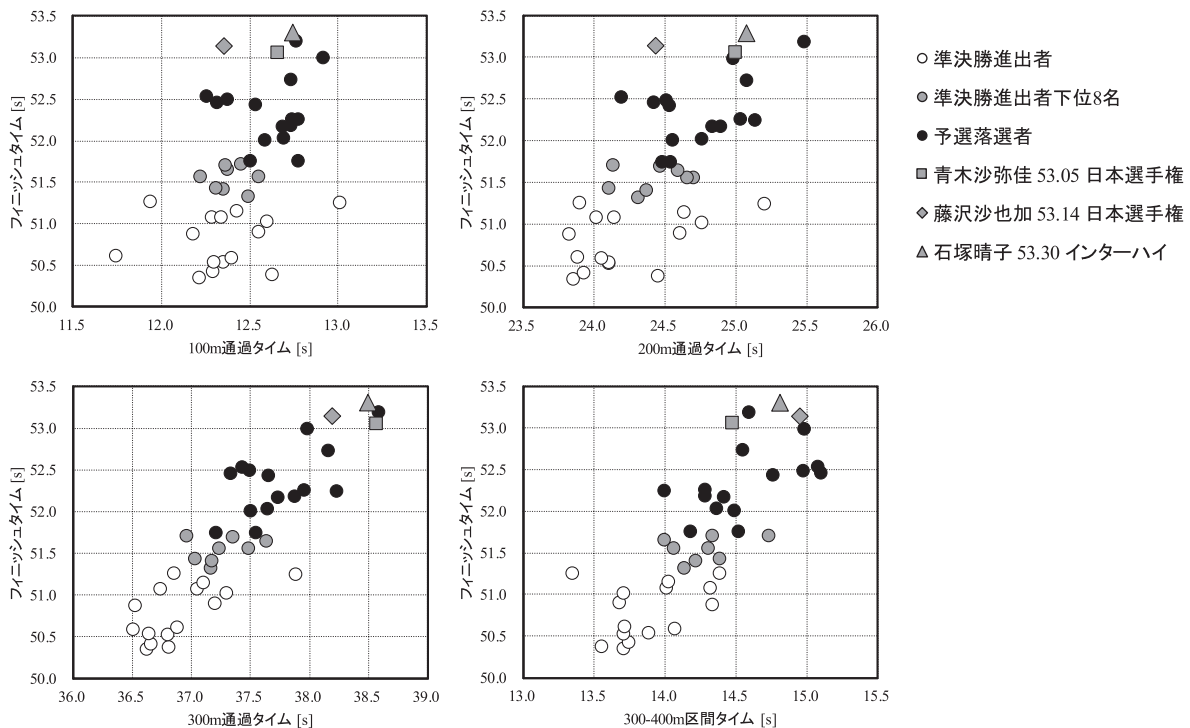 フィニッシュタイム [s]
53.5
53.0
52.5
52.0
51.5
51.0
50.5
50.0
11.5 12.0 12.5 13.0 13.5
100m通過タイム [s]
フィニッシュタイム [s]
53.5
53.0
52.5
52.0
51.5
51.0
50.5
50.0
23.5 24.0 24.5 25.0 25.5 26.0
200m通過タイム [s]
準決勝進出者
準決勝進出者下位8名
予選落選者
青木沙弥佳 53.05 日本選手権
藤沢沙也加 53.14 日本選手権
石塚晴子 53.30 インターハイ
フィニッシュタイム [s]
53.5
53.0
52.5
52.0
51.5
51.0
50.5
50.0
36.0 36.5 37.0 37.5 38.0 38.5 39.0
300m通過タイム [s]
フィニッシュタイム [s]
53.5
53.0
52.5
52.0
51.5
51.0
50.5
50.0
13.0 13.5 14.0 14.5 15.0 15.5
300-400m区間タイム [s]